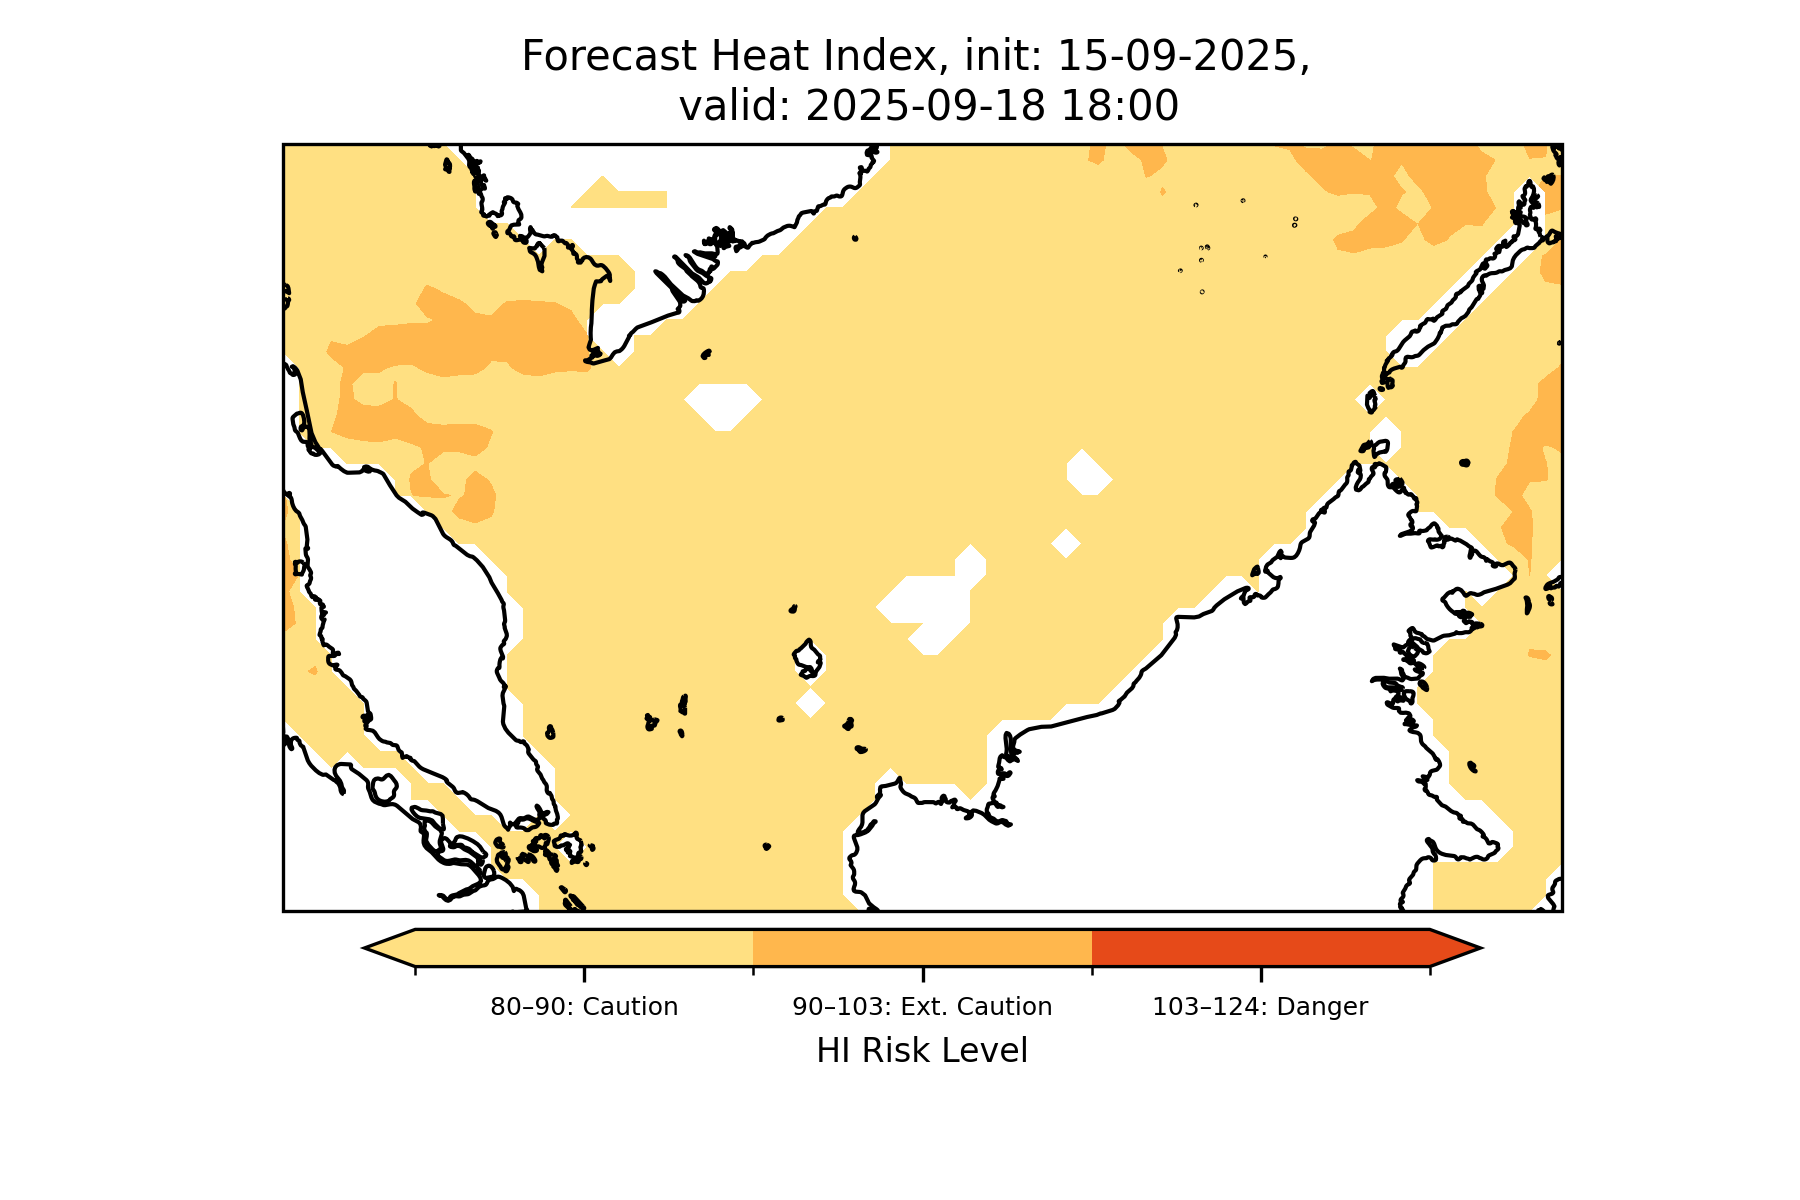 Forecast Heat Index, init: 15-09-2025,
valid: 2025-09-18 18:00
80–90: Caution
90–103: Ext. Caution
103–124: Danger
HI Risk Level